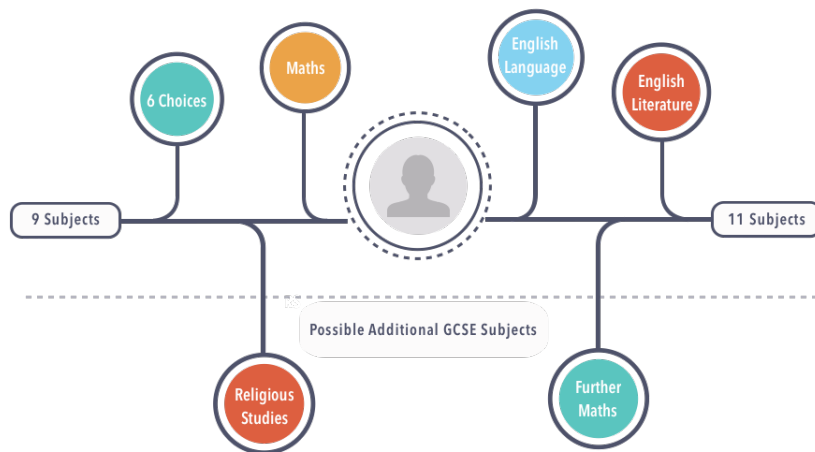 English
Language
Maths
English
Literature
6 Choices
9 Subjects
11 Subjects
Possible Additional GCSE Subjects
Religious
Studies
Further
Maths